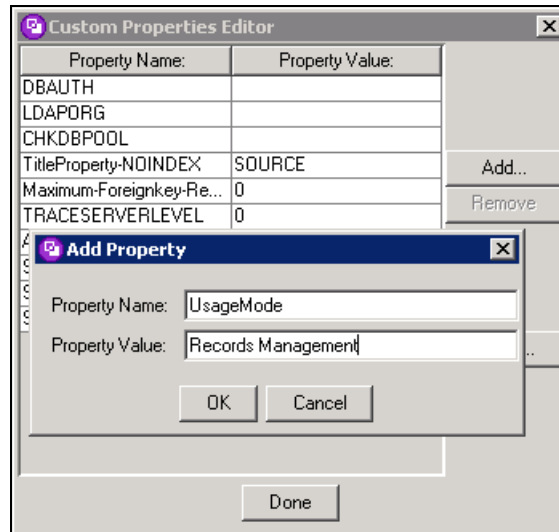 Custom Properties Editor
Property Name: Property Value:
DBAUTH
LDAPORG
CHKDBPOOL
TitleProperty-NOINDEX SOURCE
Maximum-Foreignkey-Re... 0
TRACESERVERLEVEL 0
Add...
Remove
Add Property
Property Name: UsageMode
Property Value: Records Management
OK Cancel
Done